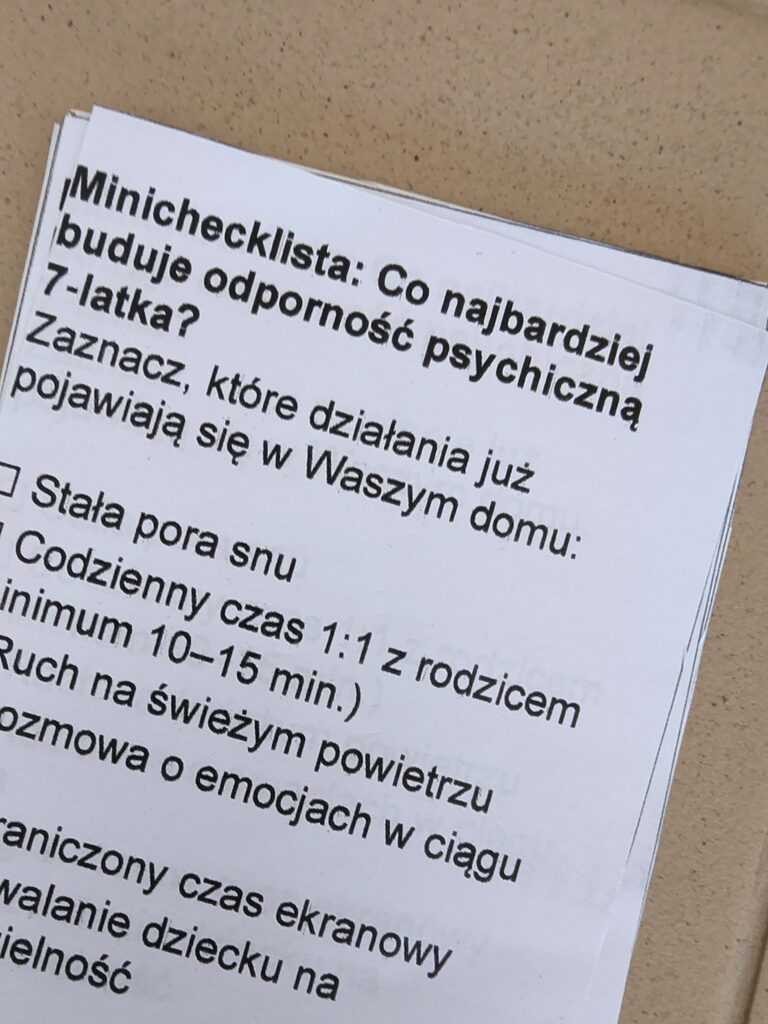 Minichecklista: Co najbardziej
buduje odporność psychiczną
7-latka?
Zaznacz, które działania już
pojawiają się w Waszym domu:
☐ Stała pora snu
Codzienny czas 1:1 z rodzicem
inimum 10–15 min.)
Ruch na świeżym powietrzu
ozmowa o emocjach w ciągu
raniczony czas ekranowy
walanie dziecku na
ielność